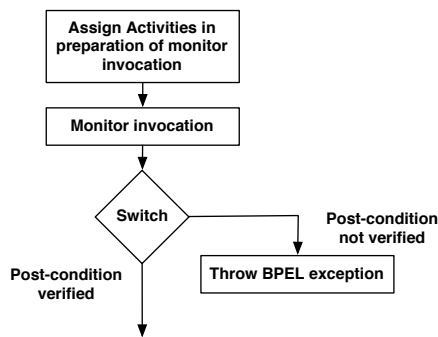 Assign Activities in
preparation of monitor
invocation
Monitor invocation
Switch
Post-condition
not verified
Throw BPEL exception
Post-condition
verified